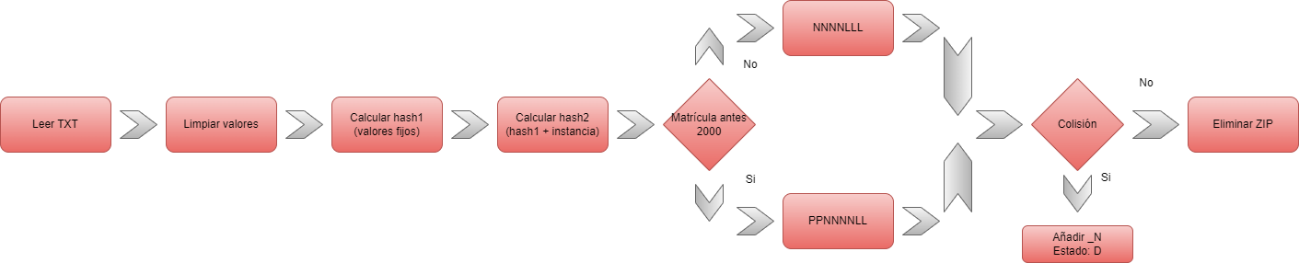 Leer TXT
Limpiar valores
Calcular hash1
(valores fijos)
Calcular hash2
(hash1 + instancia)
Matrícula antes
2000
No
NNNNLLL
Si
PPNNNNLL
Colisión
No
Eliminar ZIP
Si
Añadir _N
Estado: D